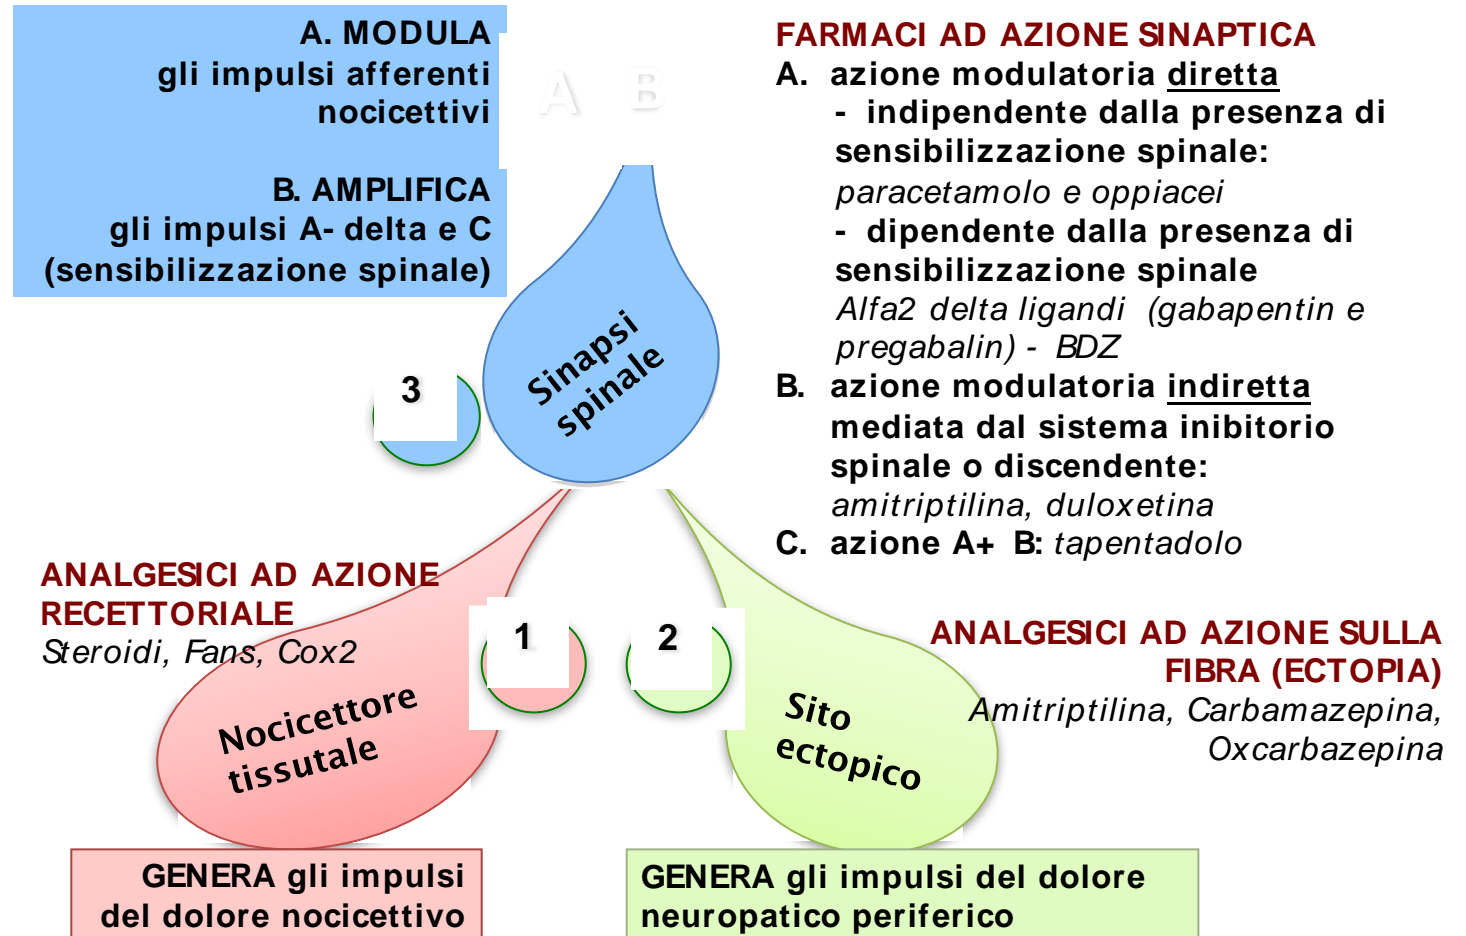 A. MODULA
gli impulsi afferenti
nocicettivi
B. AMPLIFICA
gli impulsi A- delta e C
(sensibilizzazione spinale)
A B
FARMACI AD AZIONE SINAPTICA
A. azione modulatoria diretta
- indipendente dalla presenza di
sensibilizzazione spinale:
paracetamolo e oppiacei
- dipendente dalla presenza di
sensibilizzazione spinale
Alfa2 delta ligandi (gabapentin e
pregabalin) - BDZ
B. azione modulatoria indiretta
mediata dal sistema inibitorio
spinale o discendente:
amitriptilina, duloxetina
C. azione A+ B: tapentadolo
Sinapsi
spinale
3
ANALGESICI AD AZIONE
RECETTORIALE
Steroidi, Fans, Cox2
1
2
ANALGESICI AD AZIONE SULLA
FIBRA (ECTOPIA)
Amitriptilina, Carbamazepina,
Oxcarbazepina
Nocicettore
tissutale
Sito
ectopico
GENERA gli impulsi
del dolore nocicettivo
GENERA gli impulsi del dolore
neuropatico periferico